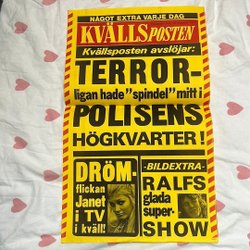 NÅGOT EXTRA VARJE DAG
KVÄLLSPOSTEN
Kvällsposten avslöjar:
TERROR-
ligan hade "spindel" mitt i
POLISENS
HÖGKVARTER!
DRÖM-
flickan
Janet
i TV
i kväll!
-BILDEXTRA-
RALFS
glada
super-
SHOW